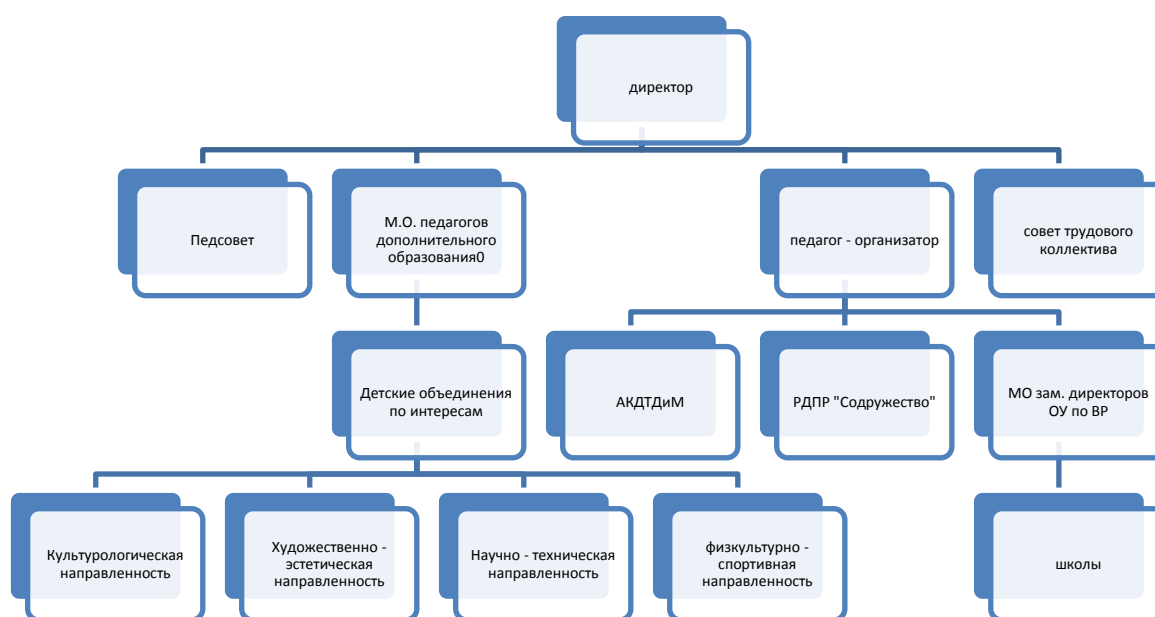 директор
Педсовет
М.О. педагогов
дополнительного
образования0
педагог - организатор
совет трудового
коллектива
Детские объединения
по интересам
АКДТДиМ
РДПР "Содружество"
МО зам. директоров
ОУ по ВР
Культурологическая
направленность
Художественно -
эстетическая
направленность
Научно - техническая
направленность
физкультурно -
спортивная
направленность
школы